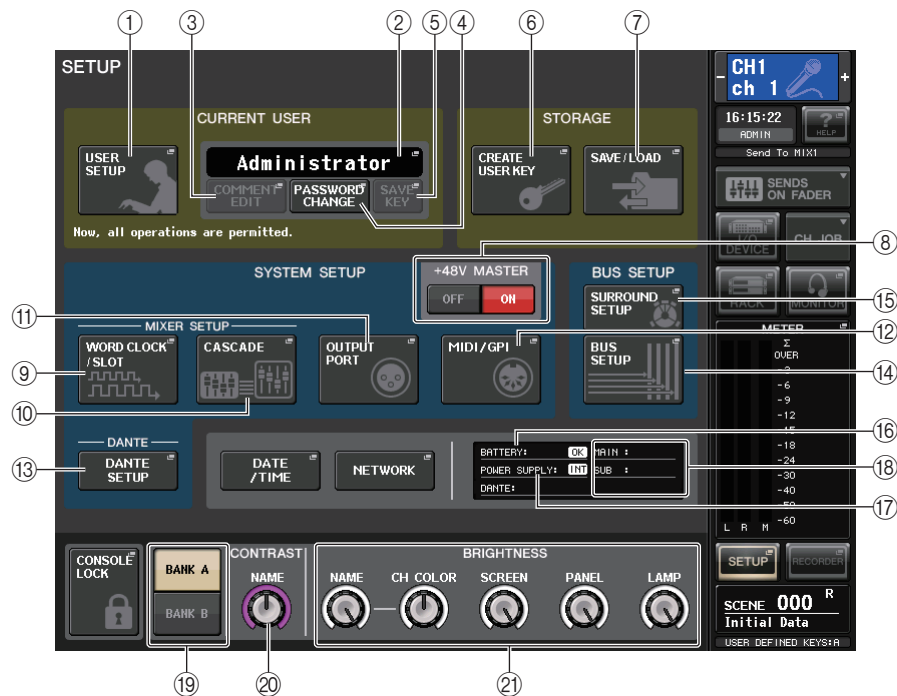 ① ③ ② ⑤ ④ ⑥ ⑦
SETUP
CURRENT USER
STORAGE
USER SETUP
Administrator
COMMENT EDIT
PASSWORD CHANGE
SAVE KEY
CREATE USER KEY
SAVE/LOAD
Now, all operations are permitted.
SYSTEM SETUP
+48V MASTER
OFF
ON
BUS SETUP
SURROUND SETUP
MIXER SETUP
WORD CLOCK /SLOT
CASCADE
OUTPUT PORT
MIDI/GPI
BUS SETUP
DANTE
DANTE SETUP
DATE /TIME
NETWORK
BATTERY: OK
POWER SUPPLY: INT
DANTE:
MAIN :
SUB :
CONSOLE LOCK
BANK A
BANK B
CONTRAST
NAME
BRIGHTNESS
NAME
CH COLOR
SCREEN
PANEL
LAMP
- CH1 +
ch 1
16:15:22
ADMIN
? HELP
Send To MIX1
SENDS ON FADER
I/O DEVICE
CH JOB
RACK
MONITOR
METER
Σ
OVER
-3
-6
-9
-12
-15
-18
-24
-30
-40
-50
-60
L R M
SETUP
RECORDER
SCENE 000 R
Initial Data
USER DEFINED KEYS:A
⑧
⑮
⑪
⑫
⑨
⑩
⑭
⑬
⑯
⑱
⑰
⑲ ⑳ ㉑